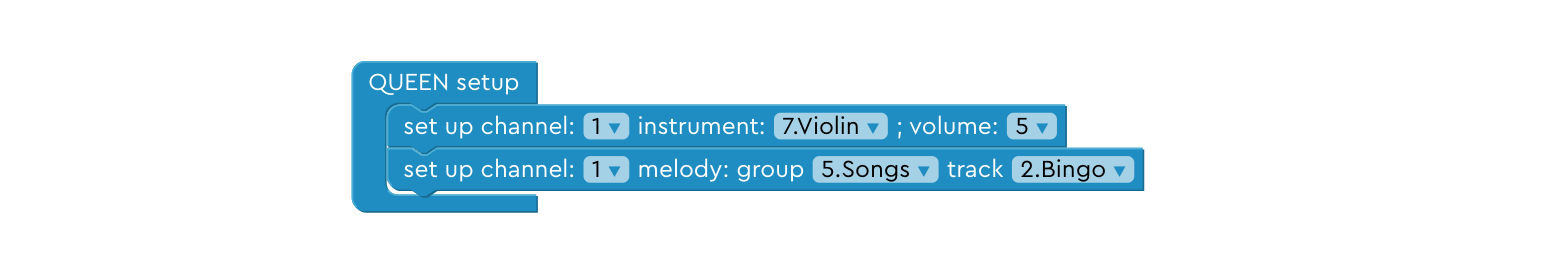 QUEEN setup
set up channel: 1 ▼ instrument: 7.Violin ▼ ; volume: 5 ▼
set up channel: 1 ▼ melody: group 5.Songs ▼ track 2.Bingo ▼